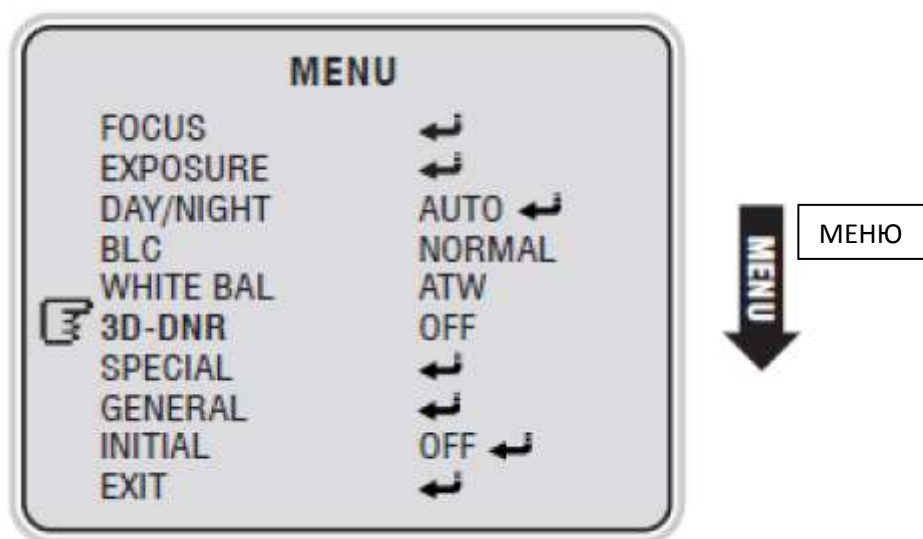 MENU
FOCUS ↵
EXPOSURE ↵
DAY/NIGHT AUTO ↵
BLC NORMAL
WHITE BAL ATW
3D-DNR OFF
SPECIAL ↵
GENERAL ↵
INITIAL OFF ↵
EXIT ↵
MENU
МЕНЮ